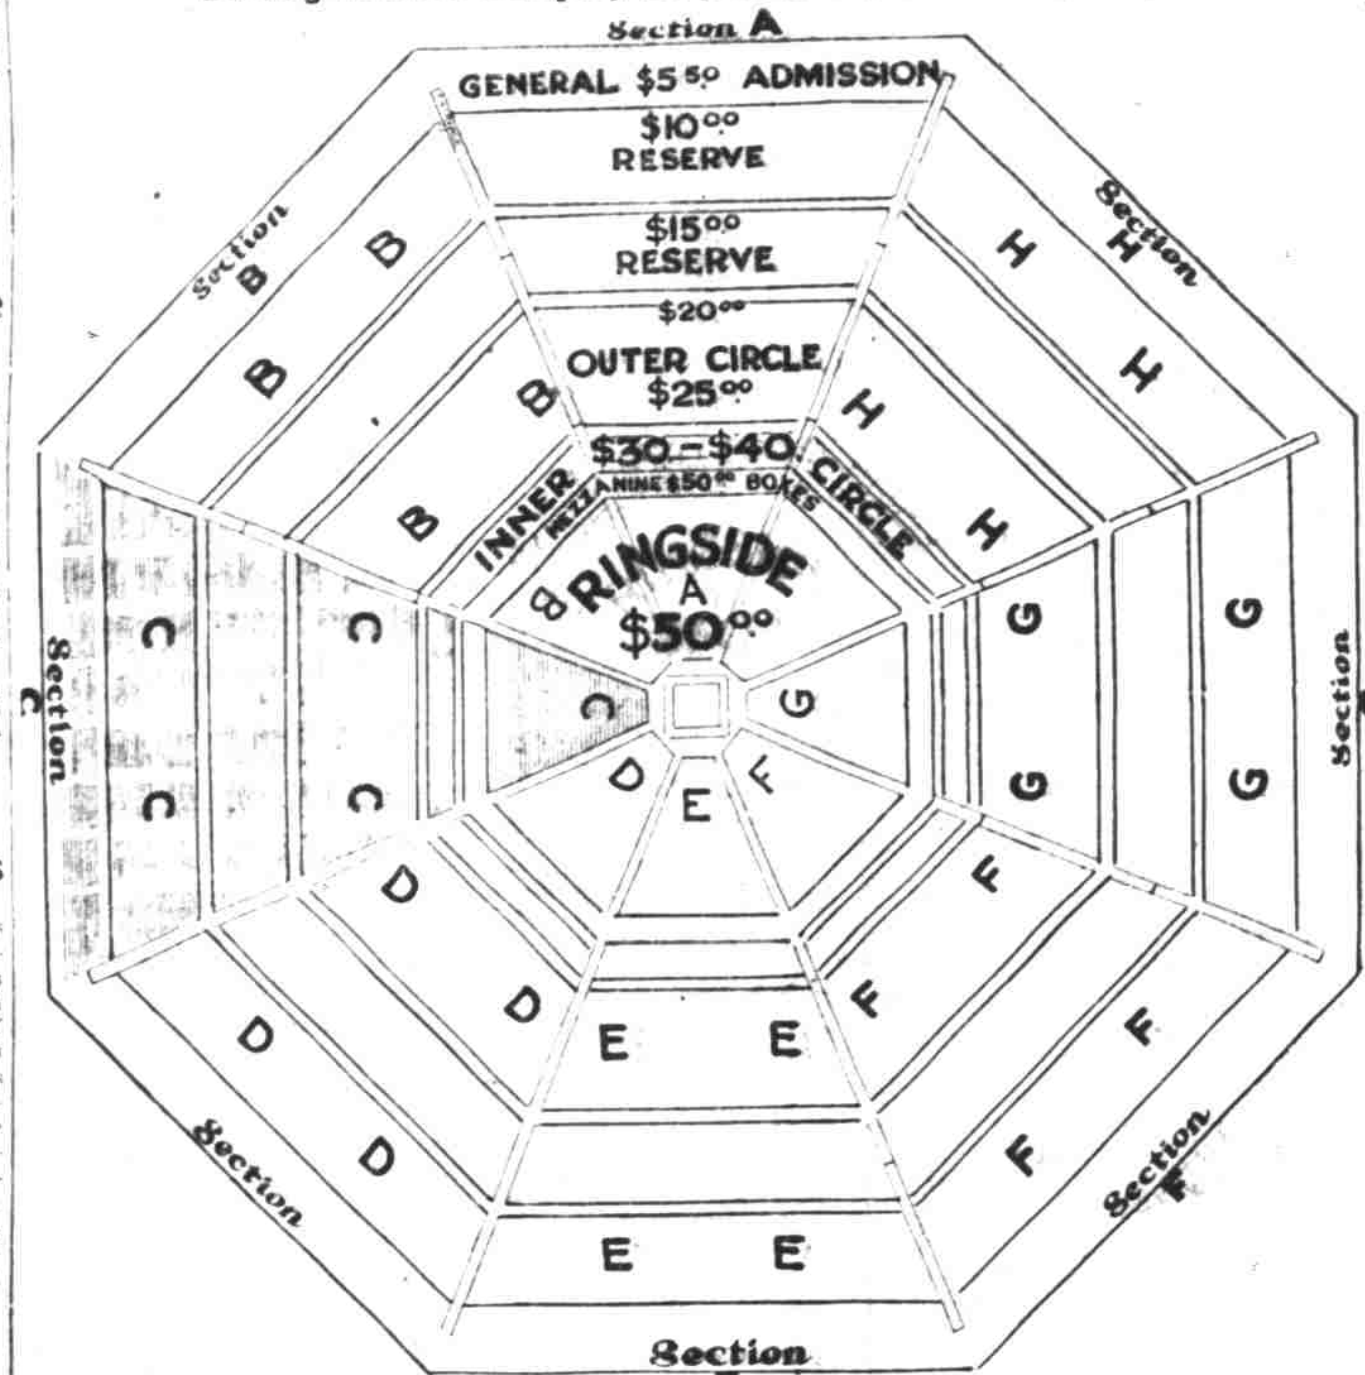 Section A
GENERAL $5.50 ADMISSION
$10.00
RESERVE
$15.00
RESERVE
$20.00
OUTER CIRCLE
$25.00
$30 - $40
INNER CIRCLE
MEZZANINE $50.00 BOXES
RINGSIDE
A
$50.00
Section B
B
B
B
B
B
Section C
C
C
C
C
C
Section
D
D
D
D
D
Section
E
E
E
E
E
Section F
F
F
F
F
F
Section
G
G
G
G
G
Section H
H
H
H
H